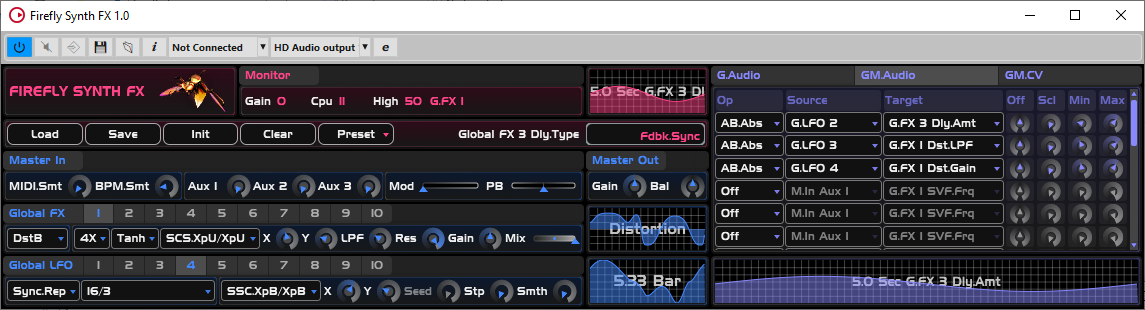 Firefly Synth FX 1.0
Not Connected HD Audio output e
FIREFLY SYNTH FX
Monitor
Gain 0 Cpu 11 High 50 G.FX 1
5.0 Sec G.FX 3 Dl
Load Save Init Clear Preset Global FX 3 Dly.Type Fdbk.Sync
Master In
MIDI.Smt BPM.Smt Aux 1 Aux 2 Aux 3 Mod PB
Master Out
Gain Bal
Global FX 1 2 3 4 5 6 7 8 9 10
DstB 4X Tanh SCS.XpU/XpU X Y LPF Res Gain Mix
Distortion
Global LFO 1 2 3 4 5 6 7 8 9 10
Sync.Rep 16/3 SSC.XpB/XpB X Y Seed Stp Smth
5.33 Bar
G.Audio GM.Audio GM.CV
Op Source Target Off Scl Min Max
AB.Abs G.LFO 2 G.FX 3 Dly.Amt
AB.Abs G.LFO 3 G.FX 1 Dst.LPF
AB.Abs G.LFO 4 G.FX 1 Dst.Gain
Off M.In Aux 1 G.FX 1 SVF.Frq
Off M.In Aux 1 G.FX 1 SVF.Frq
Off M.In Aux 1 G.FX 1 SVF.Frq
5.0 Sec G.FX 3 Dly.Amt